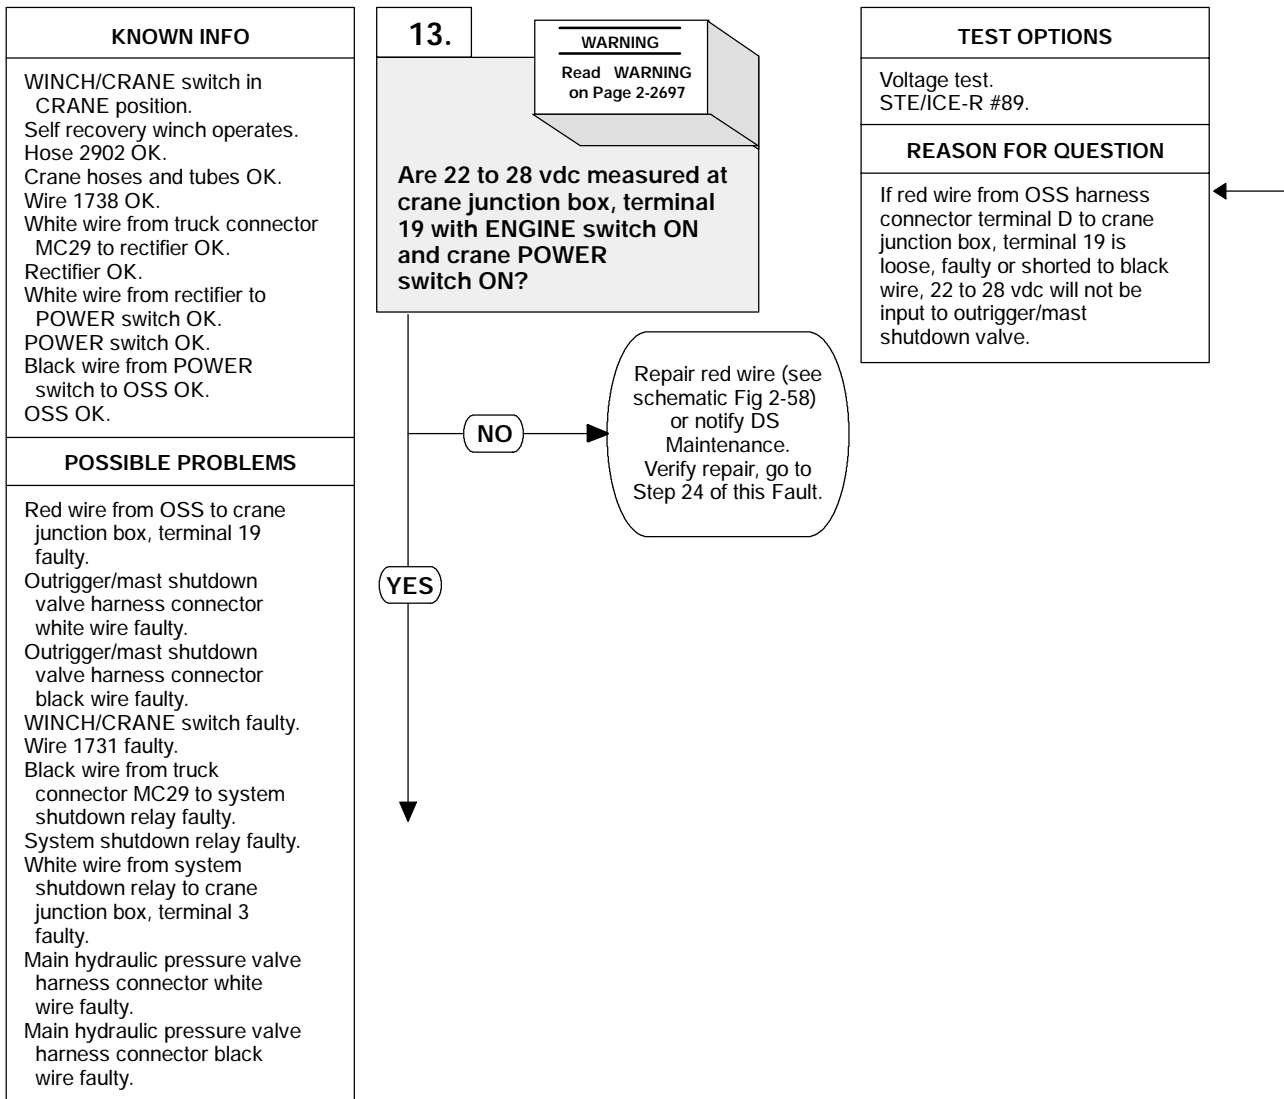 KNOWN INFO
WINCH/CRANE switch in
CRANE position.
Self recovery winch operates.
Hose 2902 OK.
Crane hoses and tubes OK.
Wire 1738 OK.
White wire from truck connector
MC29 to rectifier OK.
Rectifier OK.
White wire from rectifier to
POWER switch OK.
POWER switch OK.
Black wire from POWER
switch to OSS OK.
OSS OK.
POSSIBLE PROBLEMS
Red wire from OSS to crane
junction box, terminal 19
faulty.
Outrigger/mast shutdown
valve harness connector
white wire faulty.
Outrigger/mast shutdown
valve harness connector
black wire faulty.
WINCH/CRANE switch faulty.
Wire 1731 faulty.
Black wire from truck
connector MC29 to system
shutdown relay faulty.
System shutdown relay faulty.
White wire from system
shutdown relay to crane
junction box, terminal 3
faulty.
Main hydraulic pressure valve
harness connector white
wire faulty.
Main hydraulic pressure valve
harness connector black
wire faulty.
13.
WARNING
Read WARNING
on Page 2-2697
Are 22 to 28 vdc measured at
crane junction box, terminal
19 with ENGINE switch ON
and crane POWER
switch ON?
NO
Repair red wire (see
schematic Fig 2-58)
or notify DS
Maintenance.
Verify repair, go to
Step 24 of this Fault.
YES
TEST OPTIONS
Voltage test.
STE/ICE-R #89.
REASON FOR QUESTION
If red wire from OSS harness
connector terminal D to crane
junction box, terminal 19 is
loose, faulty or shorted to black
wire, 22 to 28 vdc will not be
input to outrigger/mast
shutdown valve.